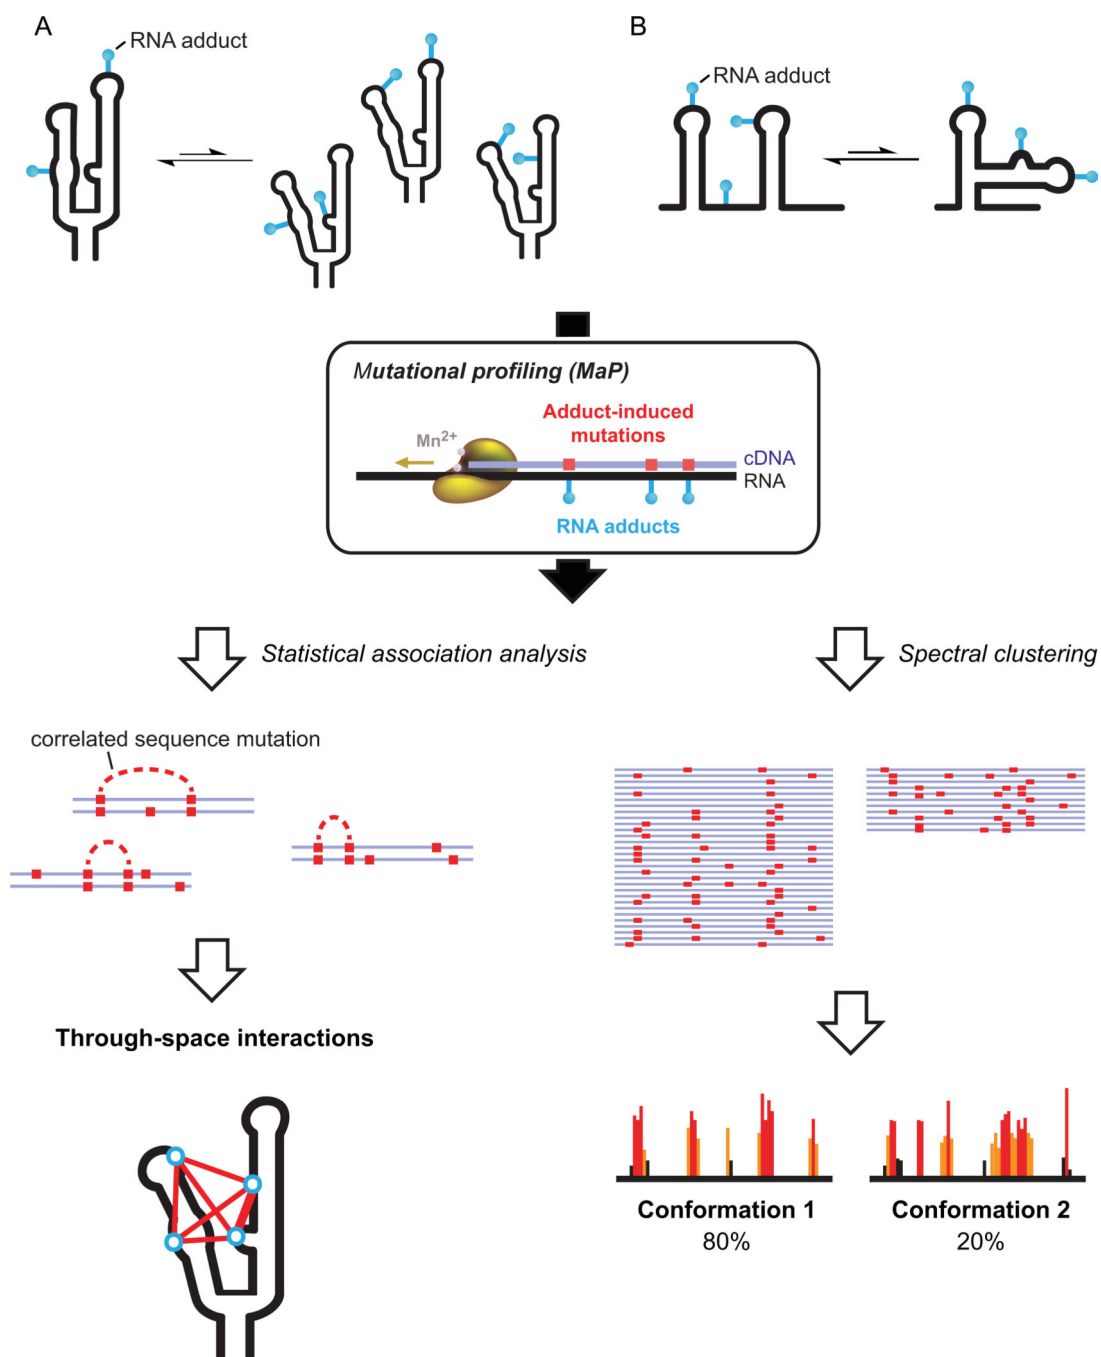 A
RNA adduct
B
RNA adduct
Mutational profiling (MaP)
Adduct-induced
mutations
Mn2+
cDNA
RNA
RNA adducts
Statistical association analysis
Spectral clustering
correlated sequence mutation
Through-space interactions
Conformation 1
80%
Conformation 2
20%